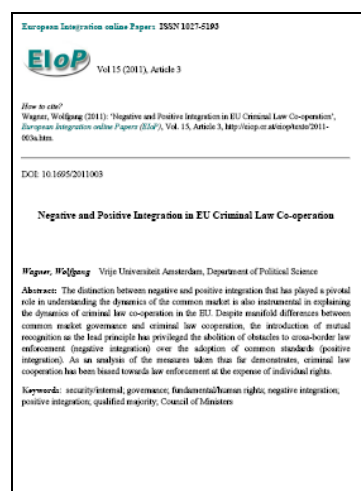 European Integration online Papers ISSN 1027-5193
EIoP
Vol 15 (2011), Article 3
How to cite?
Wagner, Wolfgang (2011): 'Negative and Positive Integration in EU Criminal Law Co-operation',
European Integration online Papers (EIoP), Vol. 15, Article 3, http://eiop.or.at/eiop/texte/2011-
003a.htm.
DOI: 10.1695/2011003
Negative and Positive Integration in EU Criminal Law Co-operation
Wagner, Wolfgang Vrije Universiteit Amsterdam, Department of Political Science
Abstract: The distinction between negative and positive integration that has played a pivotal
role in understanding the dynamics of the common market is also instrumental in explaining
the dynamics of criminal law co-operation in the EU. Despite manifold differences between
common market governance and criminal law cooperation, the introduction of mutual
recognition as the lead principle has privileged the abolition of obstacles to cross-border law
enforcement (negative integration) over the adoption of common standards (positive
integration). As an analysis of the measures taken thus far demonstrates, criminal law
cooperation has been biased towards law enforcement at the expense of individual rights.
Keywords: security/internal; governance; fundamental/human rights; negative integration;
positive integration; qualified majority; Council of Ministers